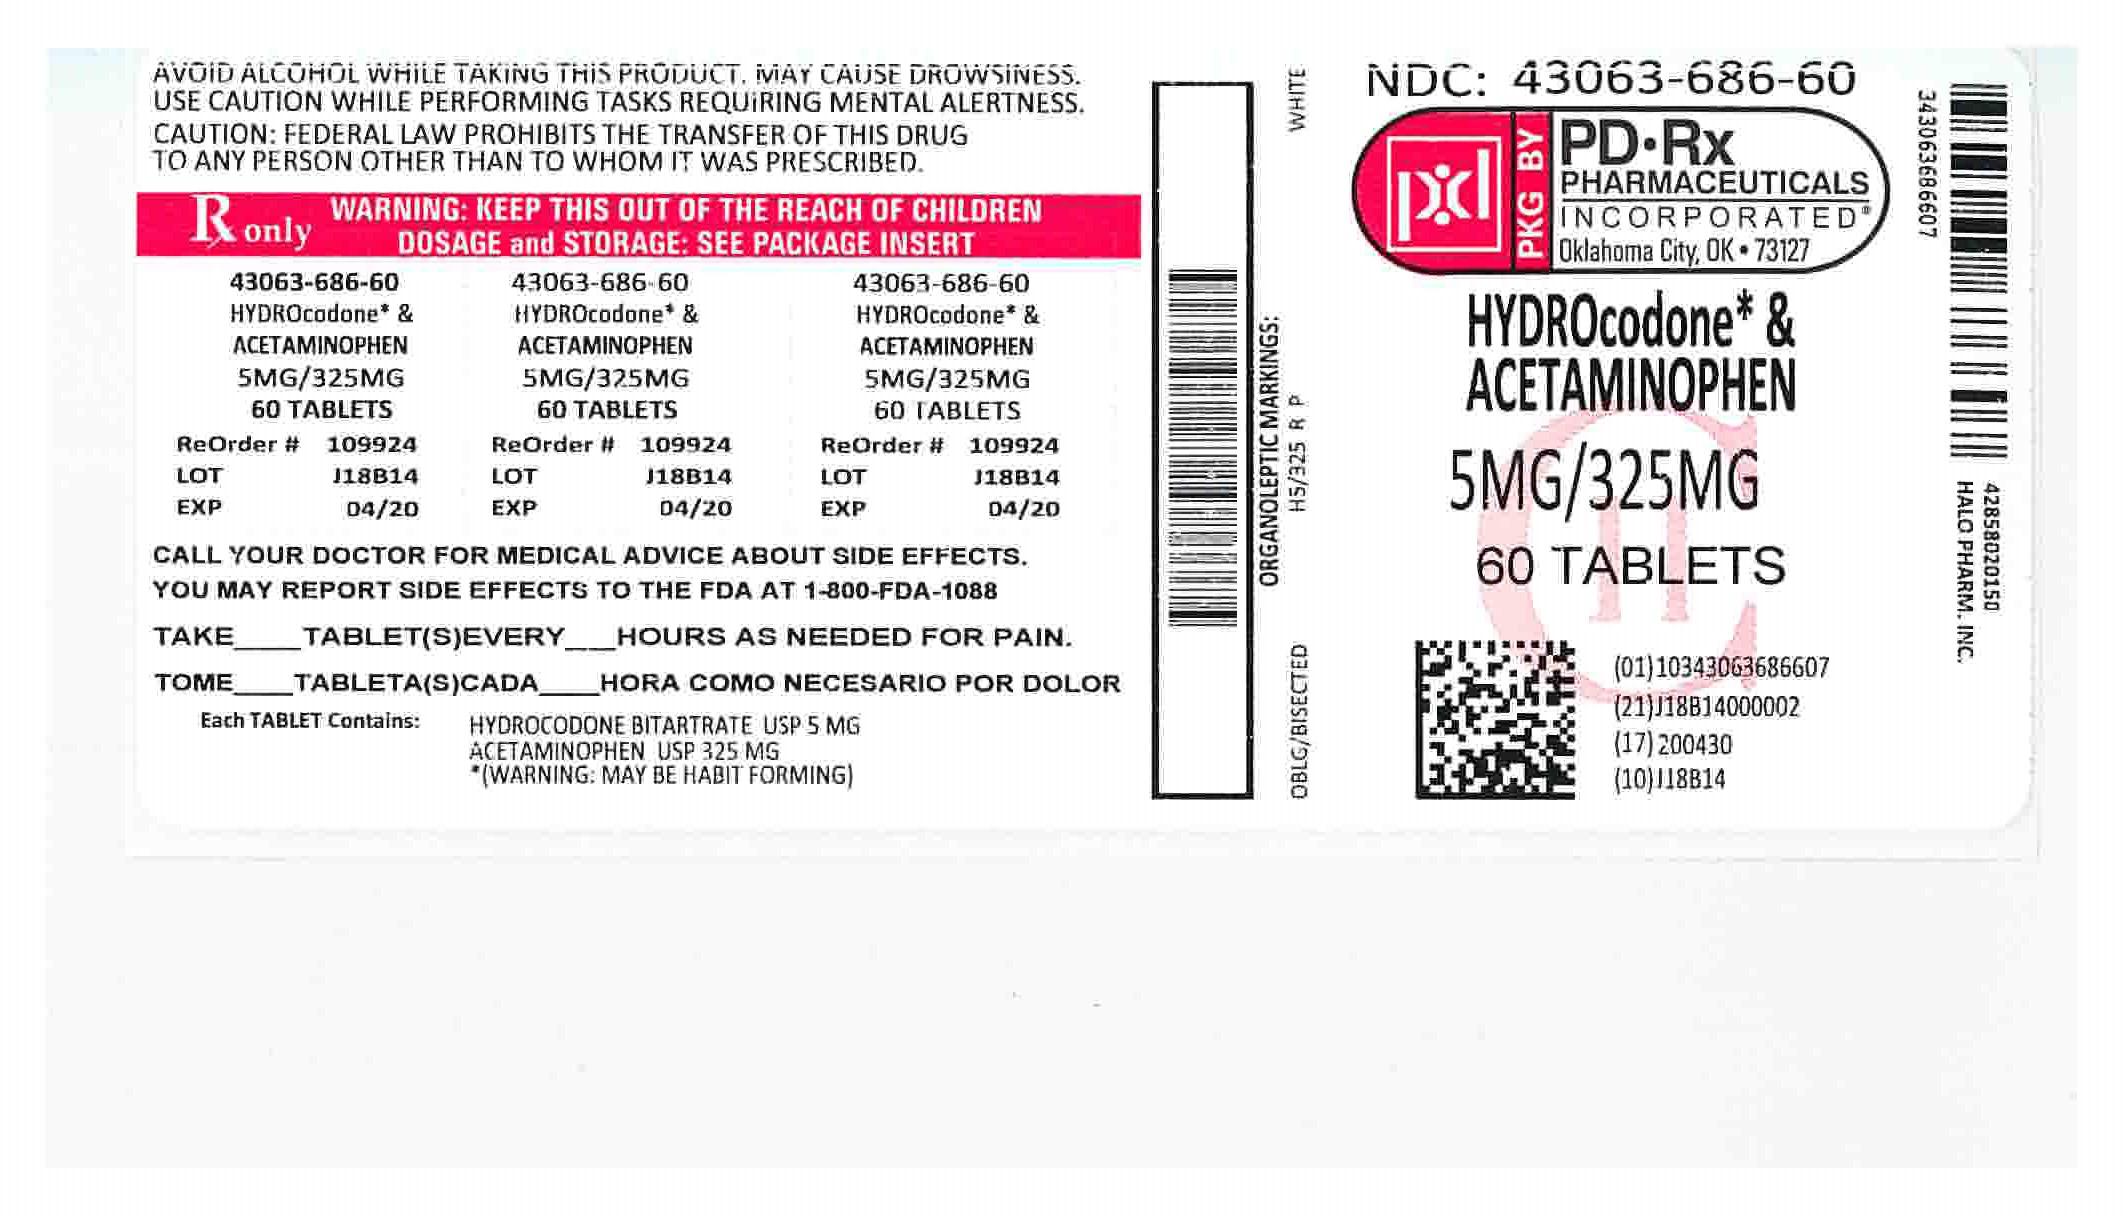 AVOID ALCOHOL WHILE TAKING THIS PRODUCT. MAY CAUSE DROWSINESS.
USE CAUTION WHILE PERFORMING TASKS REQUIRING MENTAL ALERTNESS.
CAUTION: FEDERAL LAW PROHIBITS THE TRANSFER OF THIS DRUG
TO ANY PERSON OTHER THAN TO WHOM IT WAS PRESCRIBED.
Rx only
WARNING: KEEP THIS OUT OF THE REACH OF CHILDREN
DOSAGE and STORAGE: SEE PACKAGE INSERT
43063-686-60 43063-686-60 43063-686-60
HYDROcodone* & HYDROcodone* & HYDROcodone* &
ACETAMINOPHEN ACETAMINOPHEN ACETAMINOPHEN
5MG/325MG 5MG/325MG 5MG/325MG
60 TABLETS 60 TABLETS 60 TABLETS
ReOrder # 109924 ReOrder # 109924 ReOrder # 109924
LOT J18B14 LOT J18B14 LOT J18B14
EXP 04/20 EXP 04/20 EXP 04/20
CALL YOUR DOCTOR FOR MEDICAL ADVICE ABOUT SIDE EFFECTS.
YOU MAY REPORT SIDE EFFECTS TO THE FDA AT 1-800-FDA-1088
TAKE____TABLET(S)EVERY___HOURS AS NEEDED FOR PAIN.
TOME____TABLETA(S)CADA____HORA COMO NECESARIO POR DOLOR
Each TABLET Contains: HYDROCODONE BITARTRATE USP 5 MG
ACETAMINOPHEN USP 325 MG
*(WARNING: MAY BE HABIT FORMING)
ORGANOLEPTIC MARKINGS:
OBLG/BISECTED H5/325 R P WHITE
NDC: 43063-686-60
PKG BY
PD•Rx
PHARMACEUTICALS
INCORPORATED®
Oklahoma City, OK • 73127
HYDROcodone* &
ACETAMINOPHEN
5MG/325MG
60 TABLETS
CII
(01)10343063686607
(21)J18B14000002
(17)200430
(10)J18B14
343063686607
42858020150
HALO PHARM. INC.